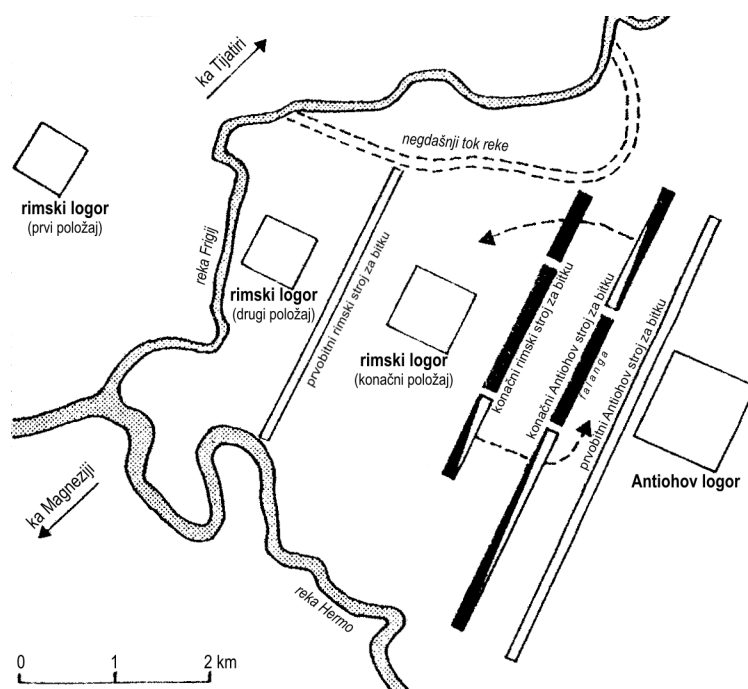 ka Tijatiri
negdašnji tok reke
rimski logor
(prvi položaj)
reka Frigij
rimski logor
(drugi položaj)
prvobitni rimski stroj za bitku
rimski logor
(konačni položaj)
konačni rimski stroj za bitku
konačni Antiohov stroj za bitku
falanga
prvobitni Antiohov stroj za bitku
Antiohov logor
ka Magneziji
reka Hermo
0 1 2 km